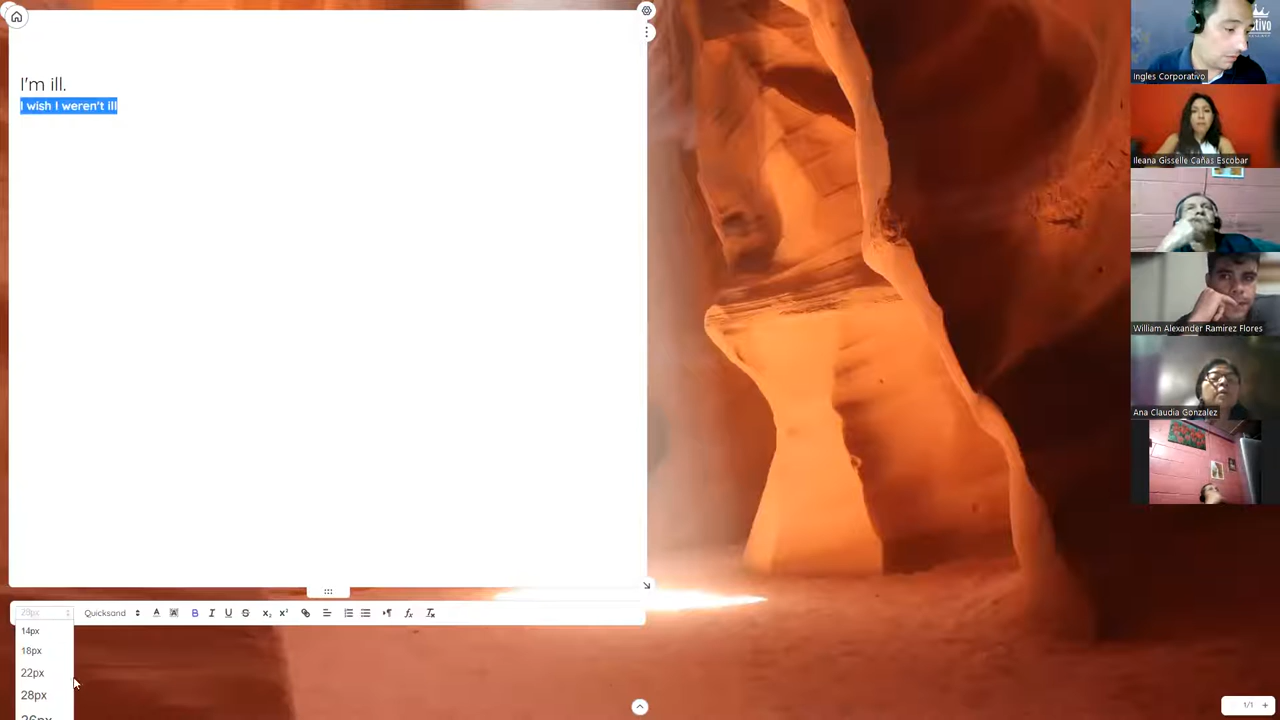 I'm ill.
I wish I weren't ill
Quicksand
B
I
U
S
14px
18px
22px
28px
1/1
Ingles Corporativo
Ileana Gisselle Cañas Escobar
William Alexander Ramirez Flores
Ana Claudia Gonzalez